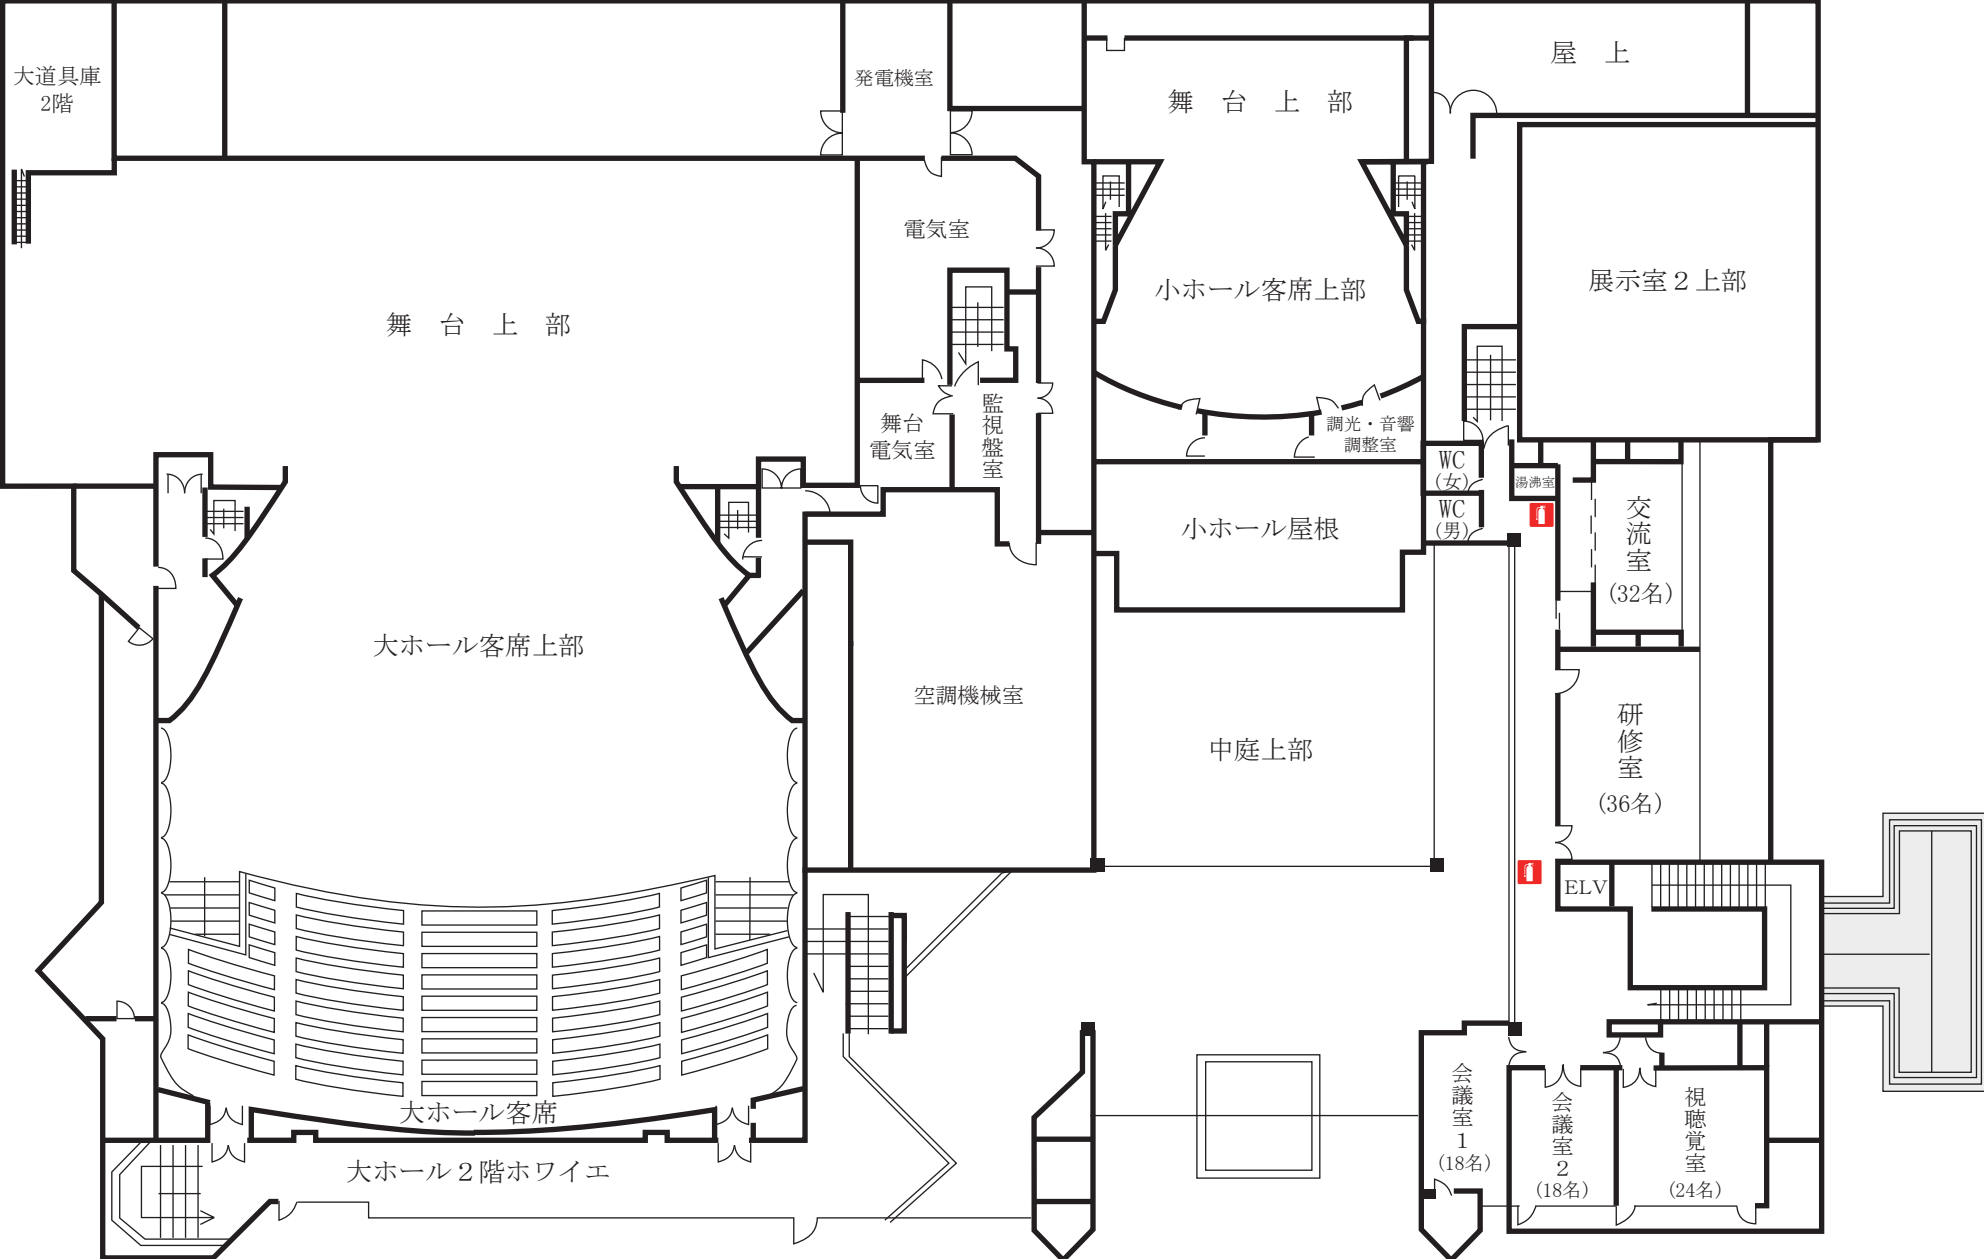 大道具庫
2階
発電機室
屋　上
舞　台　上　部
電気室
小ホール客席上部
展示室２上部
舞　台　上　部
監視盤室
舞台
電気室
調光・音響
調整室
WC
(女)
湯沸室
WC
(男)
小ホール屋根
交流室
(32名)
大ホール客席上部
空調機械室
中庭上部
研修室
(36名)
ELV
大ホール客席
大ホール２階ホワイエ
会議室1
(18名)
会議室2
(18名)
視聴覚室
(24名)